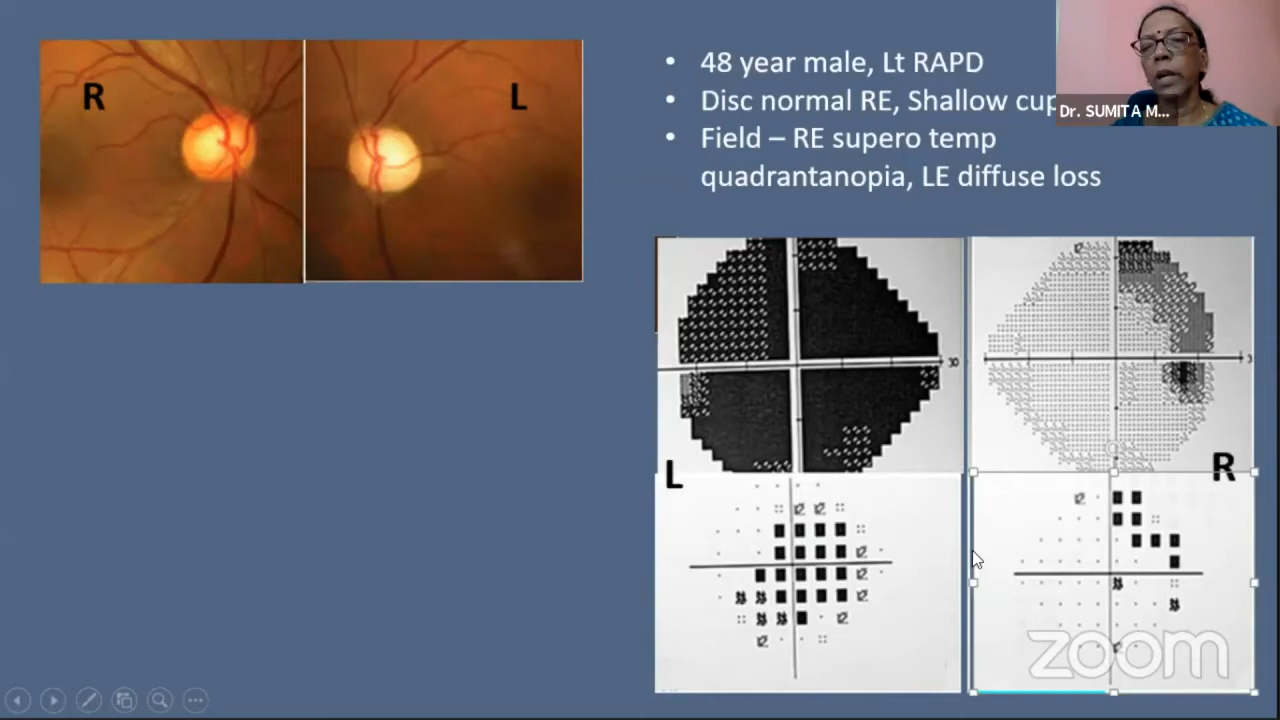 R
L
• 48 year male, Lt RAPD
• Disc normal RE, Shallow cup
• Field – RE supero temp
quadrantanopia, LE diffuse loss
Dr. SUMITA M...
30
L
R
zoom